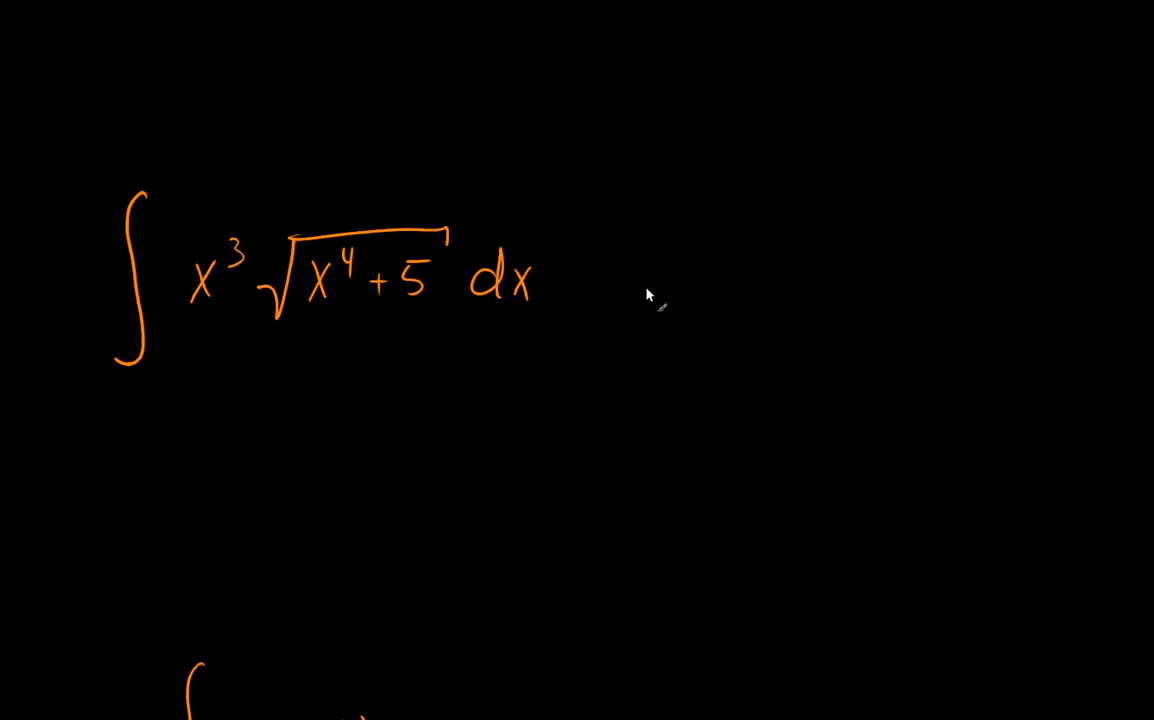 ∫ x³ √(x⁴+5) dx
∫